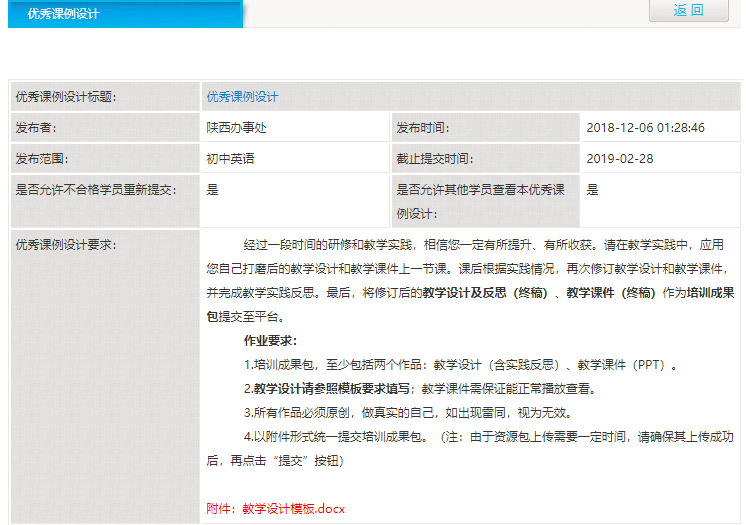 优秀课例设计
返 回
优秀课例设计标题：
优秀课例设计
发布者：
陕西办事处
发布时间：
2018-12-06 01:28:46
发布范围：
初中英语
截止提交时间：
2019-02-28
是否允许不合格学员重新提交：
是
是否允许其他学员查看本优秀课
例设计：
是
优秀课例设计要求：
经过一段时间的研修和教学实践，相信您一定有所提升、有所收获。请在教学实践中，应用
您自己打磨后的教学设计和教学课件上一节课。课后根据实践情况，再次修订教学设计和教学课件，
并完成教学实践反思。最后，将修订后的教学设计及反思（终稿）、教学课件（终稿）作为培训成果
包提交至平台。
作业要求：
1.培训成果包，至少包括两个作品：教学设计（含实践反思）、教学课件（PPT）。
2.教学设计请参照模板要求填写；教学课件需保证能正常播放查看。
3.所有作品必须原创，做真实的自己，如出现雷同，视为无效。
4.以附件形式统一提交培训成果包。（注：由于资源包上传需要一定时间，请确保其上传成功
后，再点击“提交”按钮）
附件：教学设计模板.docx